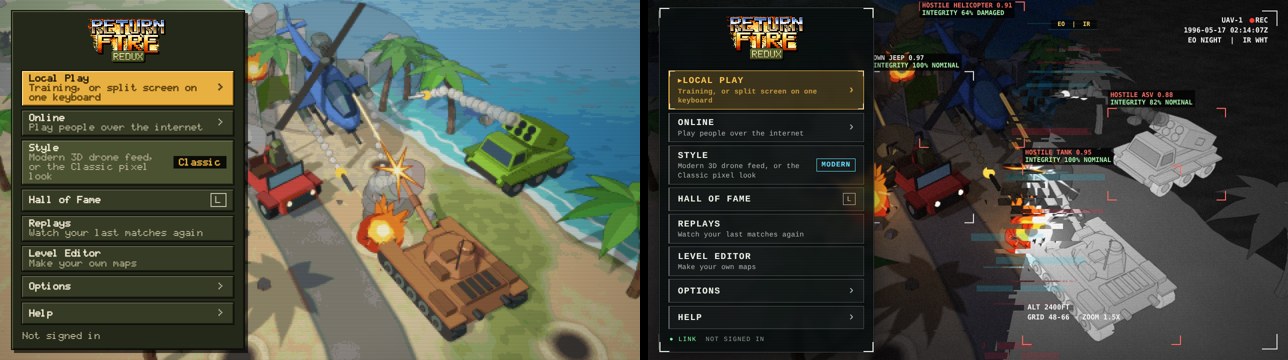 RETURN
FIRE
REDUX
Local Play
Training, or split screen on
one keyboard
Online
Play people over the internet
Style
Modern 3D drone feed,
or the Classic pixel
look
Classic
Hall of Fame
L
Replays
Watch your last matches again
Level Editor
Make your own maps
Options
Help
Not signed in
RETURN
FIRE
REDUX
LOCAL PLAY
Training, or split screen on one
keyboard
ONLINE
Play people over the internet
STYLE
Modern 3D drone feed, or the
Classic pixel look
MODERN
HALL OF FAME
L
REPLAYS
Watch your last matches again
LEVEL EDITOR
Make your own maps
OPTIONS
HELP
LINK NOT SIGNED IN
HOSTILE HELICOPTER 0.91
INTEGRITY 64% DAMAGED
EO | IR
UAV-1 REC
1996-05-17 02:14:07Z
EO NIGHT | IR WHT
OWN JEEP 0.97
INTEGRITY 100% NOMINAL
HOSTILE ASV 0.88
INTEGRITY 82% NOMINAL
HOSTILE TANK 0.95
INTEGRITY 100% NOMINAL
ALT 2400FT
GRID 48-66 / ZOOM 1.5X